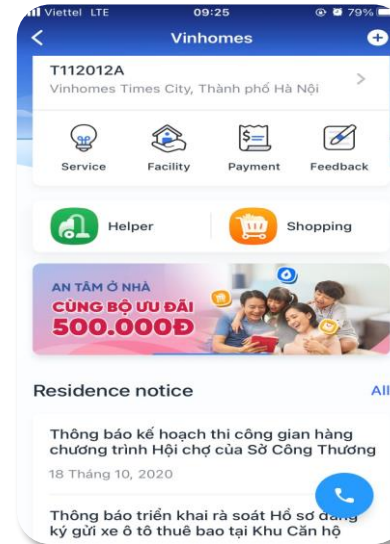 Viettel LTE 09:25 79%
Vinhomes
T112012A
Vinhomes Times City, Thành phố Hà Nội
Service Facility Payment Feedback
Helper Shopping
AN TÂM Ở NHÀ
CÙNG BỘ ƯU ĐÃI
500.000Đ
Residence notice All
Thông báo kế hoạch thi công gian hàng
chương trình Hội chợ của Sở Công Thương
18 Tháng 10, 2020
Thông báo triển khai rà soát Hồ sơ đăng
ký gửi xe ô tô thuê bao tại Khu Căn hộ